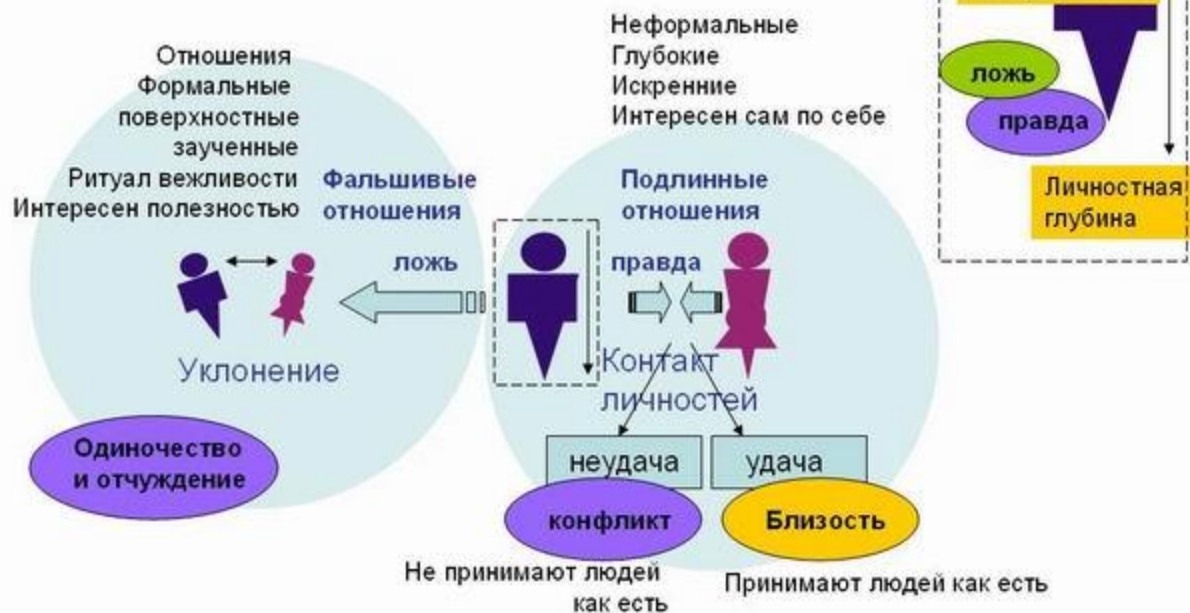 Отношения
Формальные
поверхностные
заученные
Ритуал вежливости
Интересен полезностью
Фальшивые
отношения
ложь
Уклонение
Одиночество
и отчуждение
Неформальные
Глубокие
Искренние
Интересен сам по себе
Подлинные
отношения
правда
Контакт
личностей
неудача
удача
конфликт
Близость
Не принимают людей
как есть
Принимают людей как есть
ложь
правда
Личностная
глубина